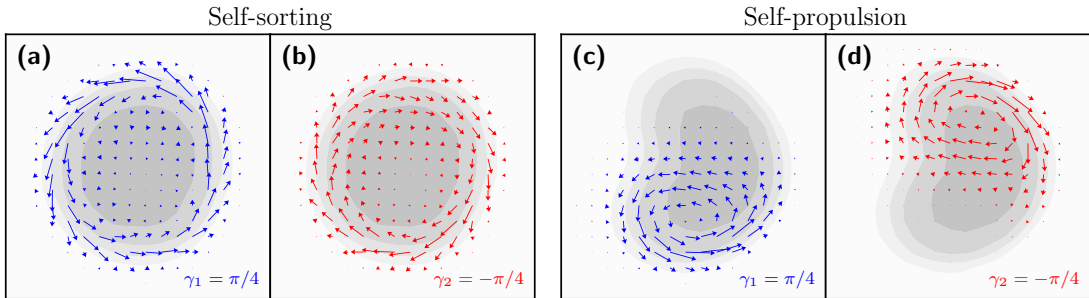 Self-sorting
Self-propulsion
(a)
(b)
(c)
(d)
γ₁ = π/4
γ₂ = −π/4
γ₁ = π/4
γ₂ = −π/4